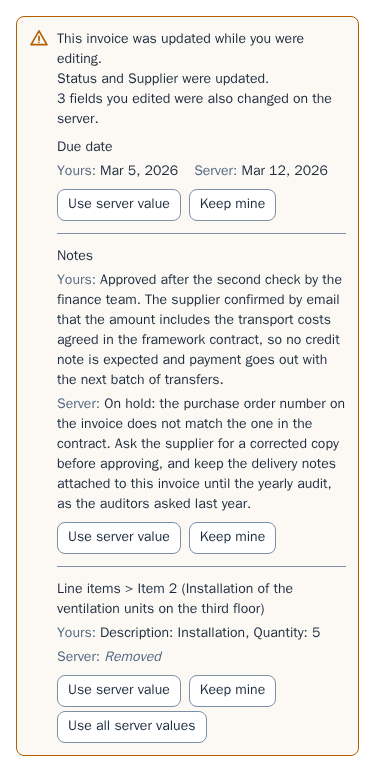 This invoice was updated while you were
editing.
Status and Supplier were updated.
3 fields you edited were also changed on the
server.
Due date
Yours: Mar 5, 2026 Server: Mar 12, 2026
Use server value Keep mine
Notes
Yours: Approved after the second check by the
finance team. The supplier confirmed by email
that the amount includes the transport costs
agreed in the framework contract, so no credit
note is expected and payment goes out with
the next batch of transfers.
Server: On hold: the purchase order number on
the invoice does not match the one in the
contract. Ask the supplier for a corrected copy
before approving, and keep the delivery notes
attached to this invoice until the yearly audit,
as the auditors asked last year.
Use server value Keep mine
Line items > Item 2 (Installation of the
ventilation units on the third floor)
Yours: Description: Installation, Quantity: 5
Server: Removed
Use server value Keep mine
Use all server values